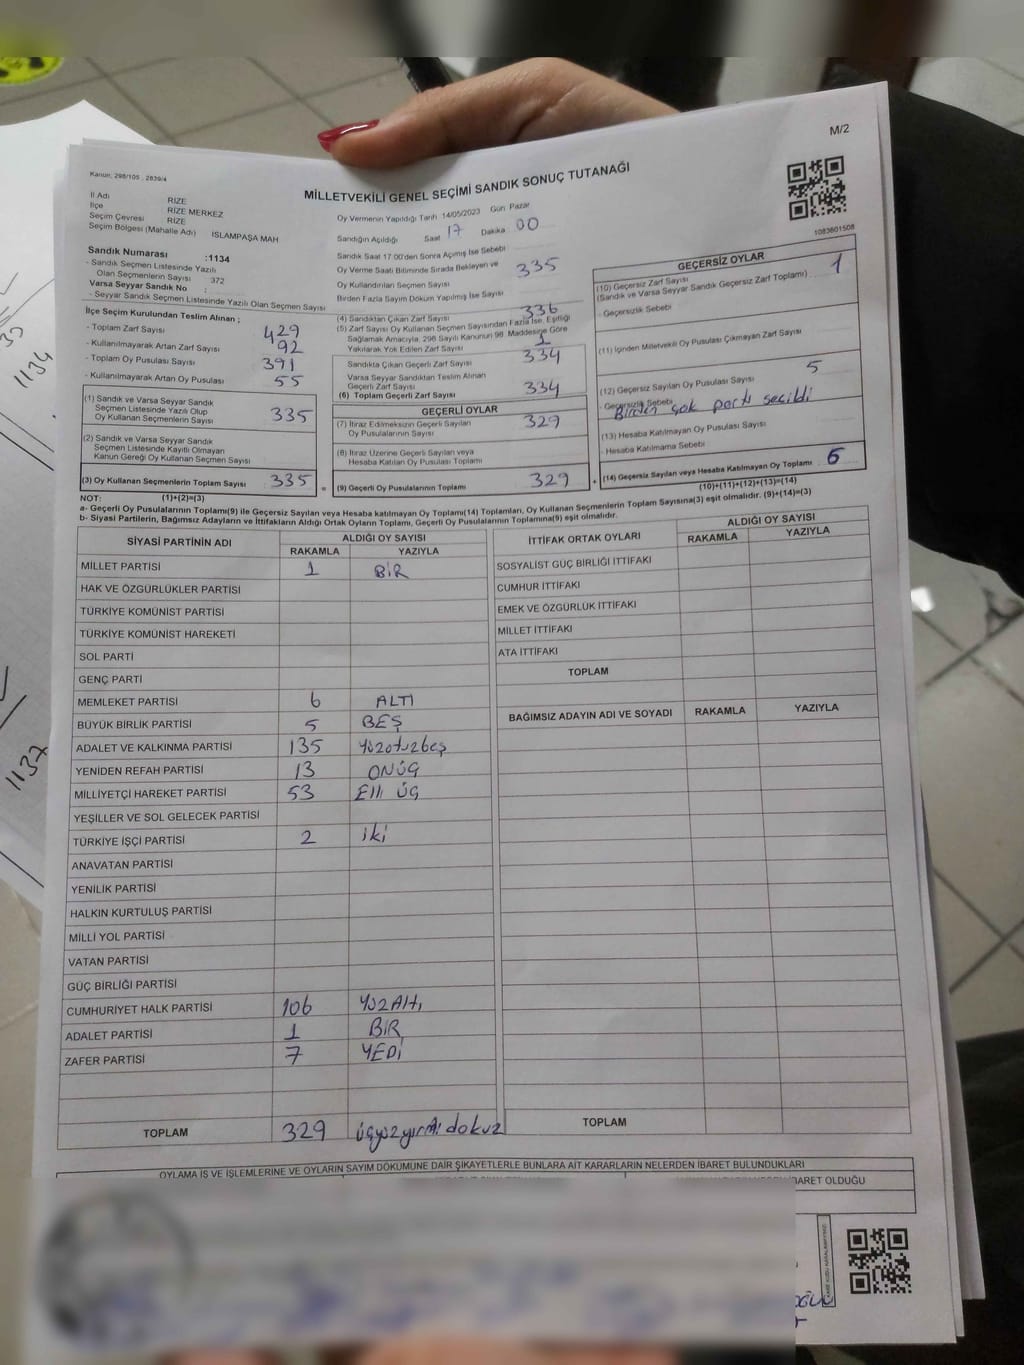 M/2
Kanun, 298/105 , 2839/4
MİLLETVEKİLİ GENEL SEÇİMİ SANDIK SONUÇ TUTANAĞI
İl Adı RİZE
İlçe : RİZE MERKEZ
Seçim Çevresi : RİZE
Seçim Bölgesi (Mahalle Adı) İSLAMPAŞA MAH
Sandık Numarası :1134
- Sandık Seçmen Listesinde Yazılı
Olan Seçmenlerin Sayısı : 372
Varsa Seyyar Sandık No :
- Seyyar Sandık Seçmen Listesinde Yazılı Olan Seçmen Sayısı
Oy Vermenin Yapıldığı Tarih 14/05/2023 Gün Pazar
Sandığın Açıldığı Saat 17 Dakika 00
Sandık Saat 17:00'den Sonra Açılmış İse Sebebi
Oy Verme Saati Bitiminde Sırada Bekleyen ve
Oy Kullandırılan Seçmen Sayısı 335
Birden Fazla Sayım Döküm Yapılmış İse Sayısı
1083601508
İlçe Seçim Kurulundan Teslim Alınan ;
- Toplam Zarf Sayısı 429
- Kullanılmayarak Artan Zarf Sayısı 92
- Toplam Oy Pusulası Sayısı 391
- Kullanılmayarak Artan Oy Pusulası 55
(1) Sandık ve Varsa Seyyar Sandık
Seçmen Listesinde Yazılı Olup
Oy Kullanan Seçmenlerin Sayısı 335
(2) Sandık ve Varsa Seyyar Sandık
Seçmen Listesinde Kayıtlı Olmayan
Kanun Gereği Oy Kullanan Seçmen Sayısı
(3) Oy Kullanan Seçmenlerin Toplam Sayısı 335
(4) Sandıktan Çıkan Zarf Sayısı 336
(5) Zarf Sayısı Oy Kullanan Seçmen Sayısından Fazla İse, Eşitliği
Sağlamak Amacıyla, 298 Sayılı Kanunun 98. Maddesine Göre
Yakılarak Yok Edilen Zarf Sayısı 1
Sandıkta Çıkan Geçerli Zarf Sayısı 334
Varsa Seyyar Sandıktan Teslim Alınan
Geçerli Zarf Sayısı
(6) Toplam Geçerli Zarf Sayısı 334
GEÇERLİ OYLAR
(7) İtiraz Edilmeksizin Geçerli Sayılan
Oy Pusulalarının Sayısı 329
(8) İtiraz Üzerine Geçerli Sayılan veya
Hesaba Katılan Oy Pusulası Toplamı
= (9) Geçerli Oy Pusulalarının Toplamı 329 +
GEÇERSİZ OYLAR
(10) Geçersiz Zarf Sayısı
(Sandık ve Varsa Seyyar Sandık Geçersiz Zarf Toplamı) 1
- Geçersizlik Sebebi
(11) İçinden Milletvekili Oy Pusulası Çıkmayan Zarf Sayısı
(12) Geçersiz Sayılan Oy Pusulası Sayısı 5
- Geçersizlik Sebebi Birden çok parti seçildi
(13) Hesaba Katılmayan Oy Pusulası Sayısı
- Hesaba Katılmama Sebebi
(14) Geçersiz Sayılan veya Hesaba Katılmayan Oy Toplamı 6
NOT: (1)+(2)=(3) (10)+(11)+(12)+(13)=(14)
a- Geçerli Oy Pusulalarının Toplamı(9) ile Geçersiz Sayılan veya Hesaba katılmayan Oy Toplamı(14) Toplamları, Oy Kullanan Seçmenlerin Toplam Sayısına(3) eşit olmalıdır. (9)+(14)=(3)
b- Siyasi Partilerin, Bağımsız Adayların ve İttifakların Aldığı Ortak Oyların Toplamı, Geçerli Oy Pusulalarının Toplamına(9) eşit olmalıdır.
SİYASİ PARTİNİN ADI ALDIĞI OY SAYISI
RAKAMLA YAZIYLA
MİLLET PARTİSİ 1 BİR
HAK VE ÖZGÜRLÜKLER PARTİSİ
TÜRKİYE KOMÜNİST PARTİSİ
TÜRKİYE KOMÜNİST HAREKETİ
SOL PARTİ
GENÇ PARTİ
MEMLEKET PARTİSİ 6 ALTI
BÜYÜK BİRLİK PARTİSİ 5 BEŞ
ADALET VE KALKINMA PARTİSİ 135 Yüzotuzbeş
YENİDEN REFAH PARTİSİ 13 ONÜÇ
MİLLİYETÇİ HAREKET PARTİSİ 53 Elli üç
YEŞİLLER VE SOL GELECEK PARTİSİ
TÜRKİYE İŞÇİ PARTİSİ 2 iki
ANAVATAN PARTİSİ
YENİLİK PARTİSİ
HALKIN KURTULUŞ PARTİSİ
MİLLİ YOL PARTİSİ
VATAN PARTİSİ
GÜÇ BİRLİĞİ PARTİSİ
CUMHURİYET HALK PARTİSİ 106 YÜZALTI
ADALET PARTİSİ 1 BİR
ZAFER PARTİSİ 7 YEDİ
TOPLAM 329 üçyüzyirmi dokuz
İTTİFAK ORTAK OYLARI ALDIĞI OY SAYISI
RAKAMLA YAZIYLA
SOSYALİST GÜÇ BİRLİĞİ İTTİFAKI
CUMHUR İTTİFAKI
EMEK VE ÖZGÜRLÜK İTTİFAKI
MİLLET İTTİFAKI
ATA İTTİFAKI
TOPLAM
BAĞIMSIZ ADAYIN ADI VE SOYADI RAKAMLA YAZIYLA
TOPLAM
OYLAMA İŞ VE İŞLEMLERİNE VE OYLARIN SAYIM DÖKÜMÜNE DAİR ŞİKAYETLERLE BUNLARA AİT KARARLARIN NELERDEN İBARET BULUNDUKLARI
İBARET OLDUĞU
1134
1137